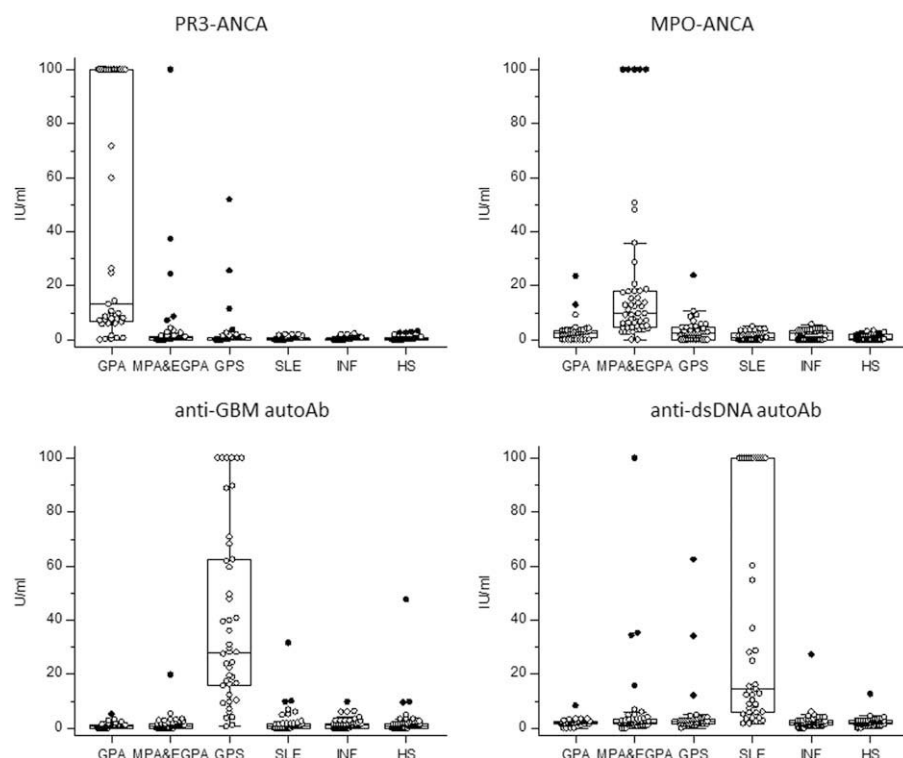 PR3-ANCA
MPO-ANCA
100
80
60
40
20
0
IU/ml
GPA MPA&EGPA GPS SLE INF HS
100
80
60
40
20
0
IU/ml
GPA MPA&EGPA GPS SLE INF HS
anti-GBM autoAb
anti-dsDNA autoAb
100
80
60
40
20
0
U/ml
GPA MPA&EGPA GPS SLE INF HS
100
80
60
40
20
0
IU/ml
GPA MPA&EGPA GPS SLE INF HS